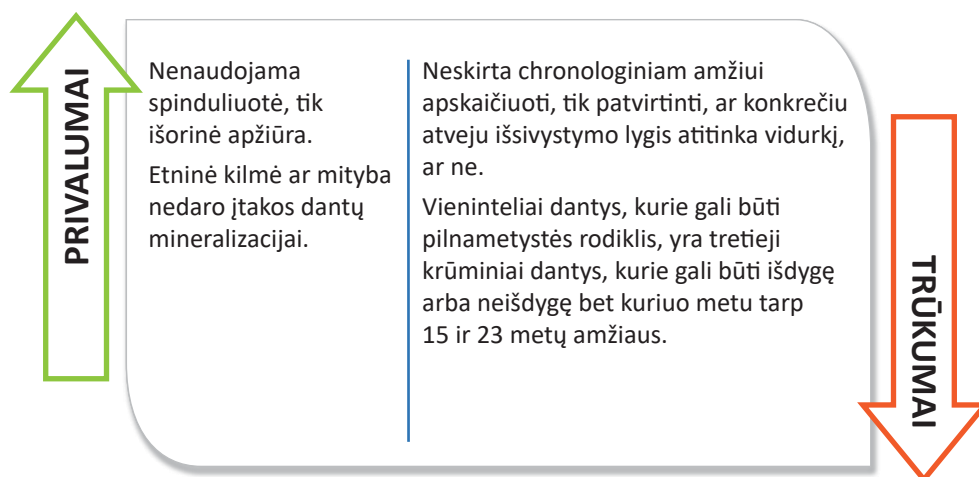 PRIVALUMAI
Nenaudojama
spinduliuotė, tik
išorinė apžiūra.
Etninė kilmė ar mityba
nedaro įtakos dantų
mineralizacijai.
Neskirta chronologiniam amžiui
apskaičiuoti, tik patvirtinti, ar konkrečiu
atveju išsivystymo lygis atitinka vidurkį,
ar ne.
Vieninteliai dantys, kurie gali būti
pilnametystės rodiklis, yra tretieji
krūminiai dantys, kurie gali būti išdygę
arba neišdygę bet kuriuo metu tarp
15 ir 23 metų amžiaus.
TRŪKUMAI